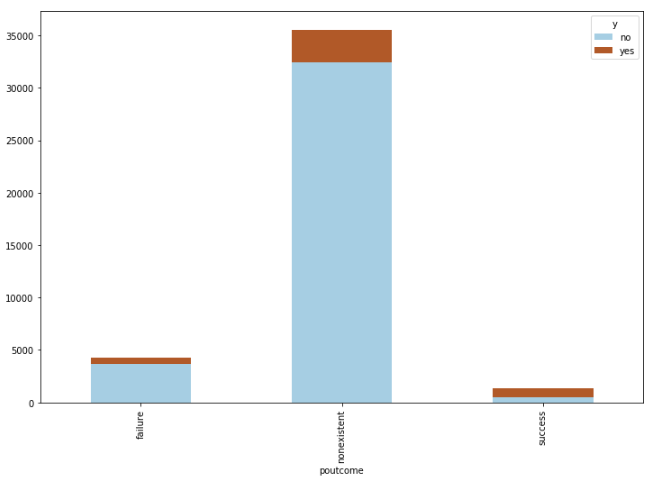 35000
30000
25000
20000
15000
10000
5000
0
y
no
yes
failure
nonexistent
success
poutcome